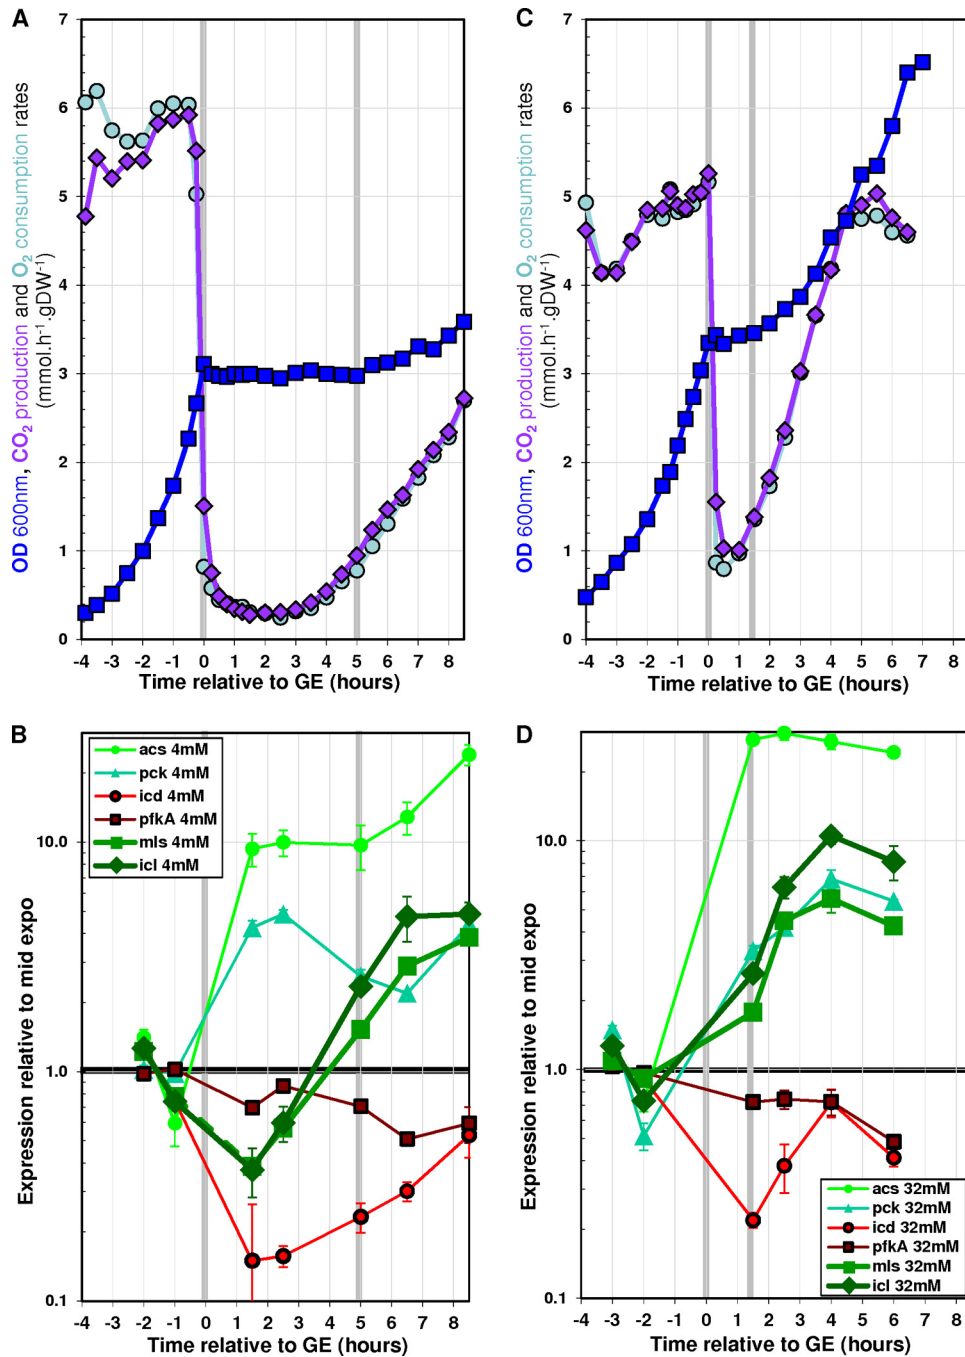 A
OD 600nm, CO2 production and O2 consumption rates
(mmol.h-1.gDW-1)
7
6
5
4
3
2
1
0
-4 -3 -2 -1 0 1 2 3 4 5 6 7 8
Time relative to GE (hours)
C
OD 600nm, CO2 production and O2 consumption rates
(mmol.h-1.gDW-1)
7
6
5
4
3
2
1
0
-4 -3 -2 -1 0 1 2 3 4 5 6 7 8
Time relative to GE (hours)
B
acs 4mM
pck 4mM
icd 4mM
pfkA 4mM
mls 4mM
icl 4mM
Expression relative to mid expo
10.0
1.0
0.1
-4 -3 -2 -1 0 1 2 3 4 5 6 7 8
Time relative to GE (hours)
D
Expression relative to mid expo
10.0
1.0
0.1
acs 32mM
pck 32mM
icd 32mM
pfkA 32mM
mls 32mM
icl 32mM
-4 -3 -2 -1 0 1 2 3 4 5 6 7 8
Time relative to GE (hours)